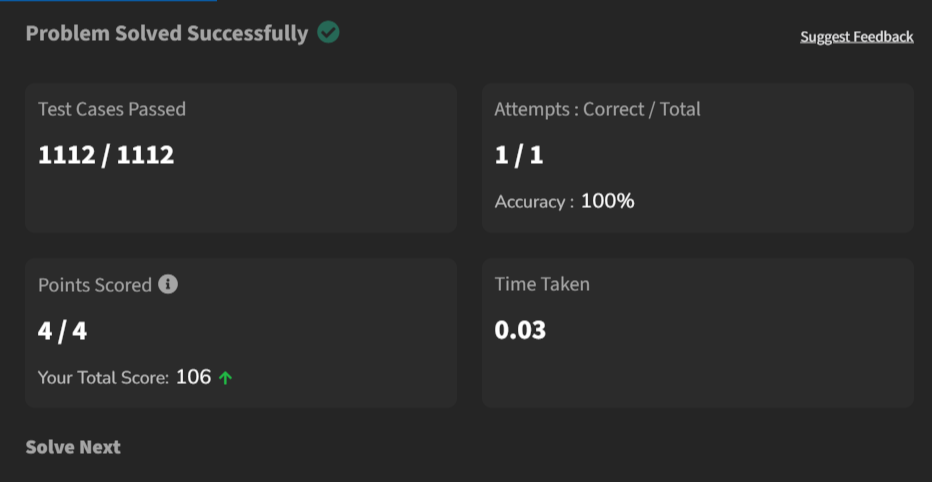 Problem Solved Successfully
Suggest Feedback
Test Cases Passed
1112 / 1112
Attempts : Correct / Total
1 / 1
Accuracy : 100%
Points Scored
4 / 4
Your Total Score: 106
Time Taken
0.03
Solve Next